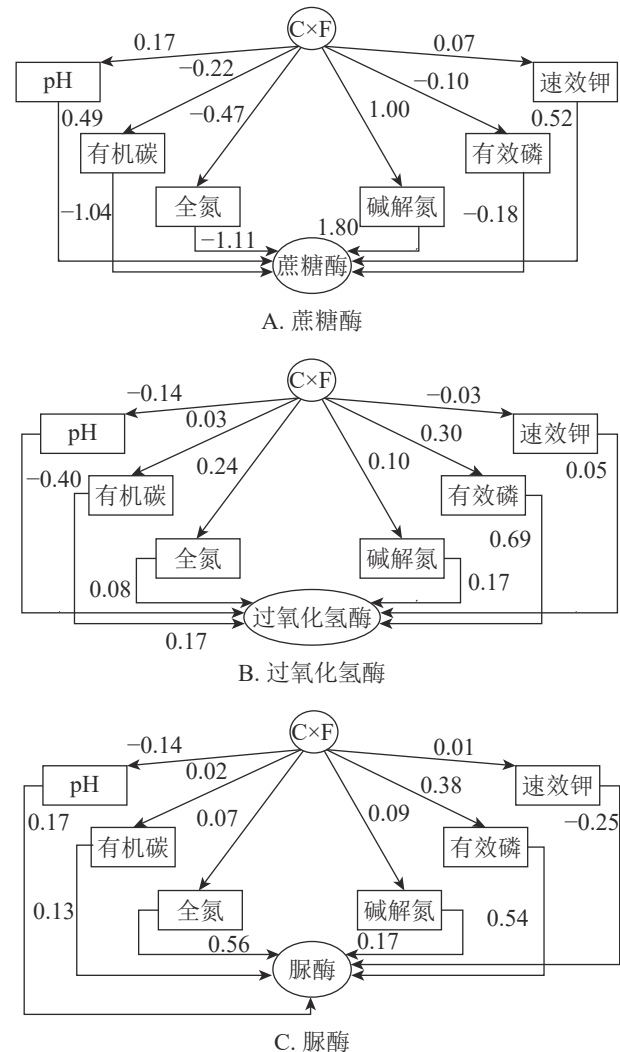 C×F
0.17
0.07
pH
−0.22
−0.10
速效钾
0.49
−0.47
1.00
0.52
有机碳
有效磷
全氮
碱解氮
−1.04
−1.11
1.80
−0.18
蔗糖酶
A. 蔗糖酶
C×F
−0.14
−0.03
pH
0.03
0.30
速效钾
−0.40
0.24
0.10
0.05
有机碳
有效磷
全氮
碱解氮
0.69
0.08
0.17
过氧化氢酶
0.17
B. 过氧化氢酶
C×F
−0.14
0.01
pH
0.02
0.38
速效钾
0.17
0.07
0.09
−0.25
有机碳
有效磷
全氮
碱解氮
0.13
0.56
0.17
0.54
脲酶
C. 脲酶